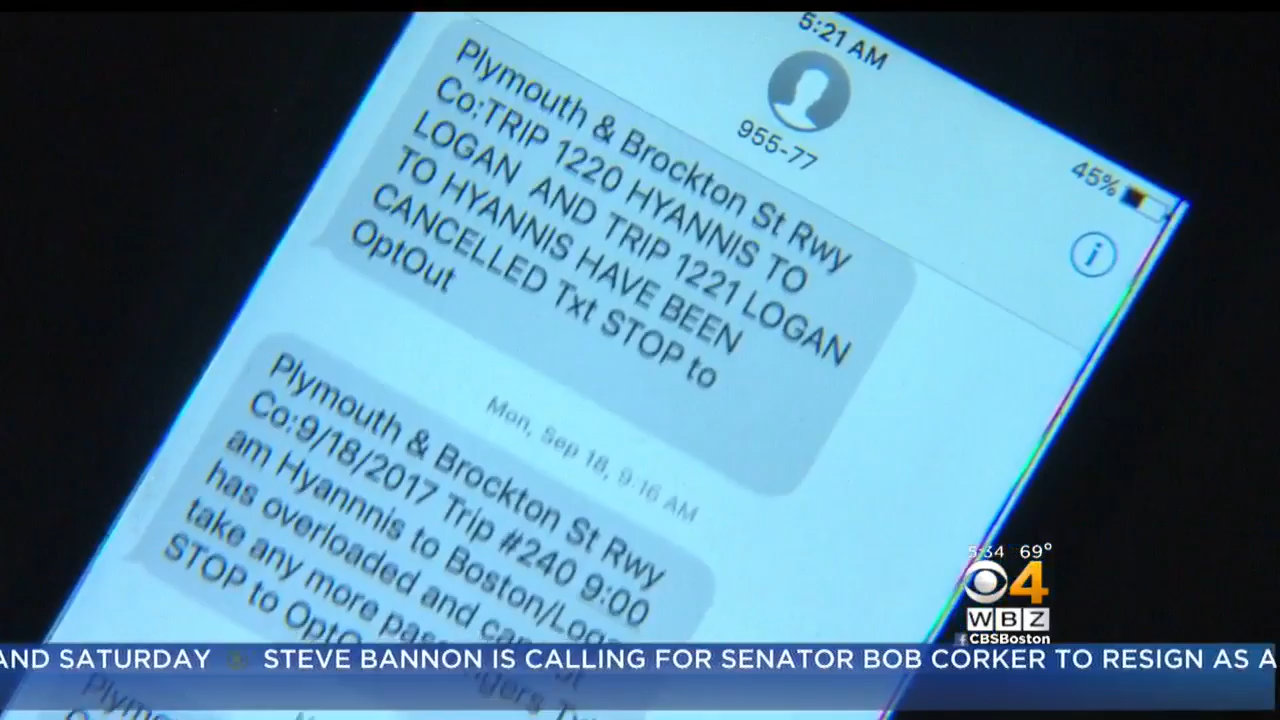 5:21 AM
955-77
45%
i
Plymouth & Brockton St Rwy
Co:TRIP 1220 HYANNIS TO
LOGAN AND TRIP 1221 LOGAN
TO HYANNIS HAVE BEEN
CANCELLED Txt STOP to
OptOut
Mon, Sep 18, 9:16 AM
Plymouth & Brockton St Rwy
Co:9/18/2017 Trip #240 9:00
am Hyannnis to Boston/Loga
has overloaded and
take any more
STOP to
5:34 69°
4
WBZ
f CBSBoston
AND SATURDAY STEVE BANNON IS CALLING FOR SENATOR BOB CORKER TO RESIGN AS A